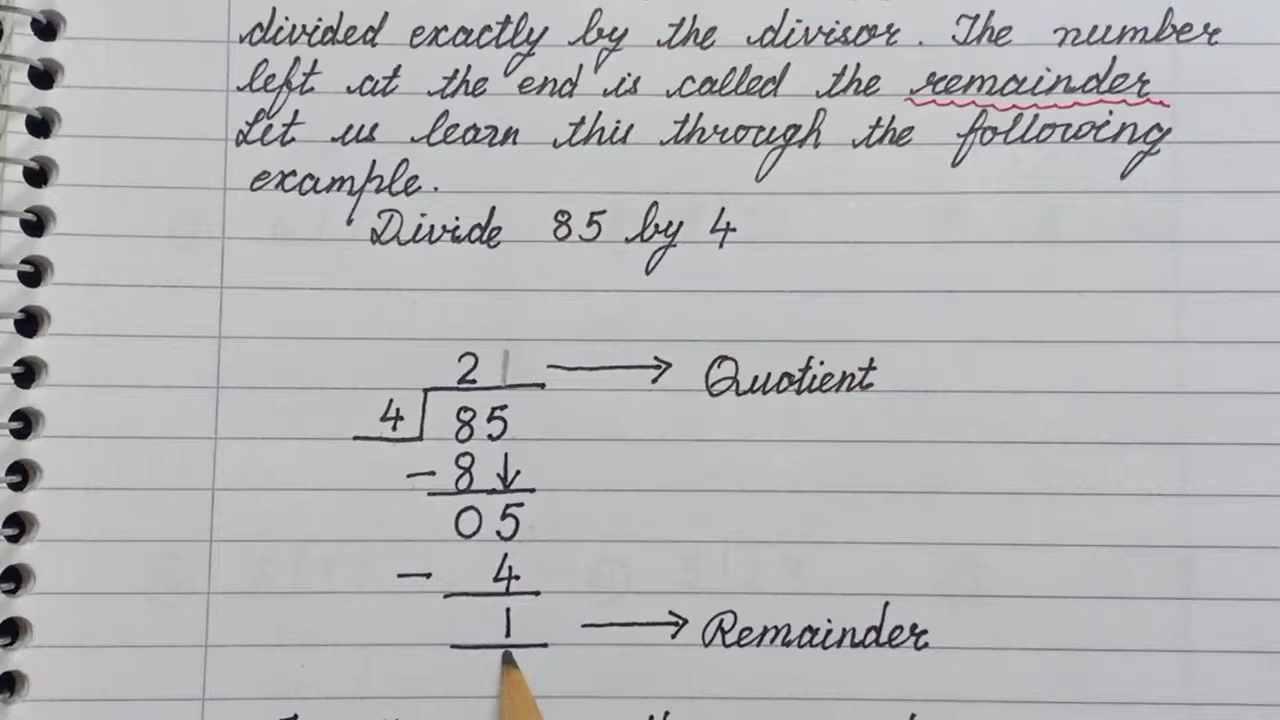 divided exactly by the divisor. The number
left at the end is called the remainder
Let us learn this through the following
example.
Divide 85 by 4
21 → Quotient
4 85
- 8 ↓
05
- 4
1 → Remainder